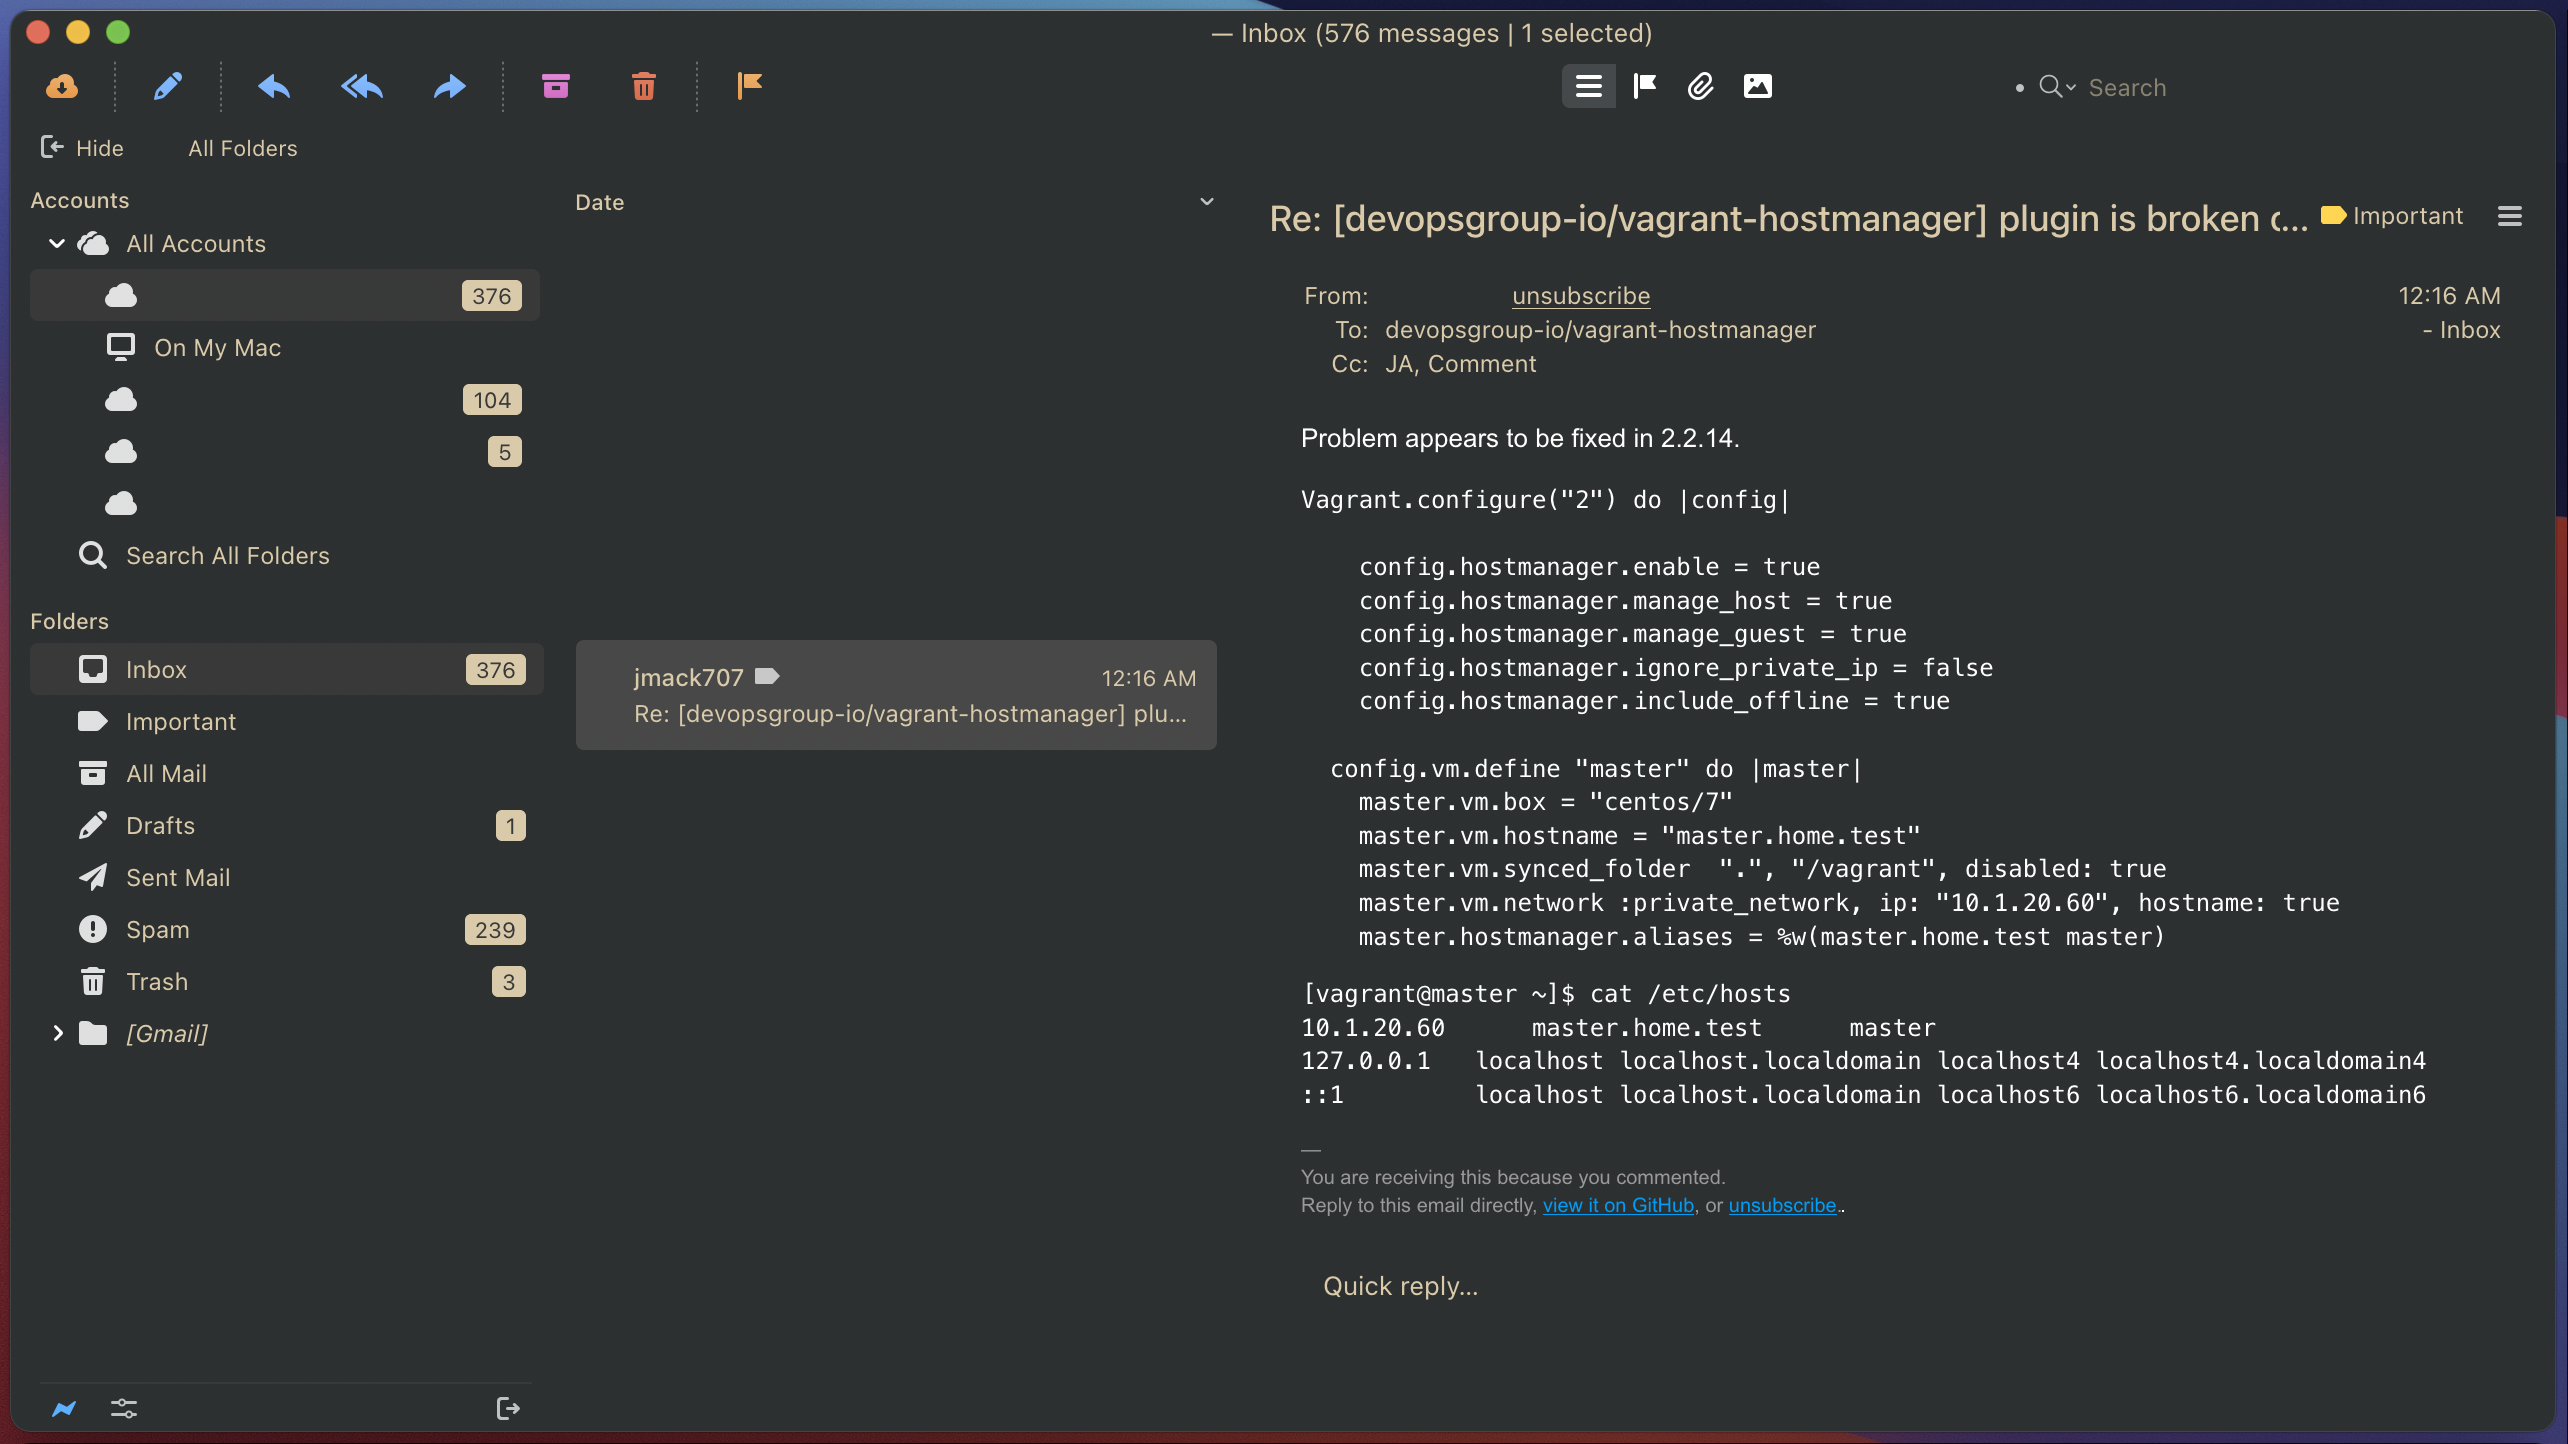 — Inbox (576 messages | 1 selected)
Search
Hide
All Folders
Accounts
All Accounts
376
On My Mac
104
5
Search All Folders
Folders
Inbox
376
Important
All Mail
Drafts
1
Sent Mail
Spam
239
Trash
3
[Gmail]
Date
jmack707
12:16 AM
Re: [devopsgroup-io/vagrant-hostmanager] plu...
Re: [devopsgroup-io/vagrant-hostmanager] plugin is broken c...
Important
From: unsubscribe
12:16 AM
To: devopsgroup-io/vagrant-hostmanager
- Inbox
Cc: JA, Comment
Problem appears to be fixed in 2.2.14.
Vagrant.configure("2") do |config|
config.hostmanager.enable = true
config.hostmanager.manage_host = true
config.hostmanager.manage_guest = true
config.hostmanager.ignore_private_ip = false
config.hostmanager.include_offline = true
config.vm.define "master" do |master|
master.vm.box = "centos/7"
master.vm.hostname = "master.home.test"
master.vm.synced_folder  ".", "/vagrant", disabled: true
master.vm.network :private_network, ip: "10.1.20.60", hostname: true
master.hostmanager.aliases = %w(master.home.test master)
[vagrant@master ~]$ cat /etc/hosts
10.1.20.60      master.home.test      master
127.0.0.1   localhost localhost.localdomain localhost4 localhost4.localdomain4
::1         localhost localhost.localdomain localhost6 localhost6.localdomain6
—
You are receiving this because you commented.
Reply to this email directly, view it on GitHub, or unsubscribe..
Quick reply...